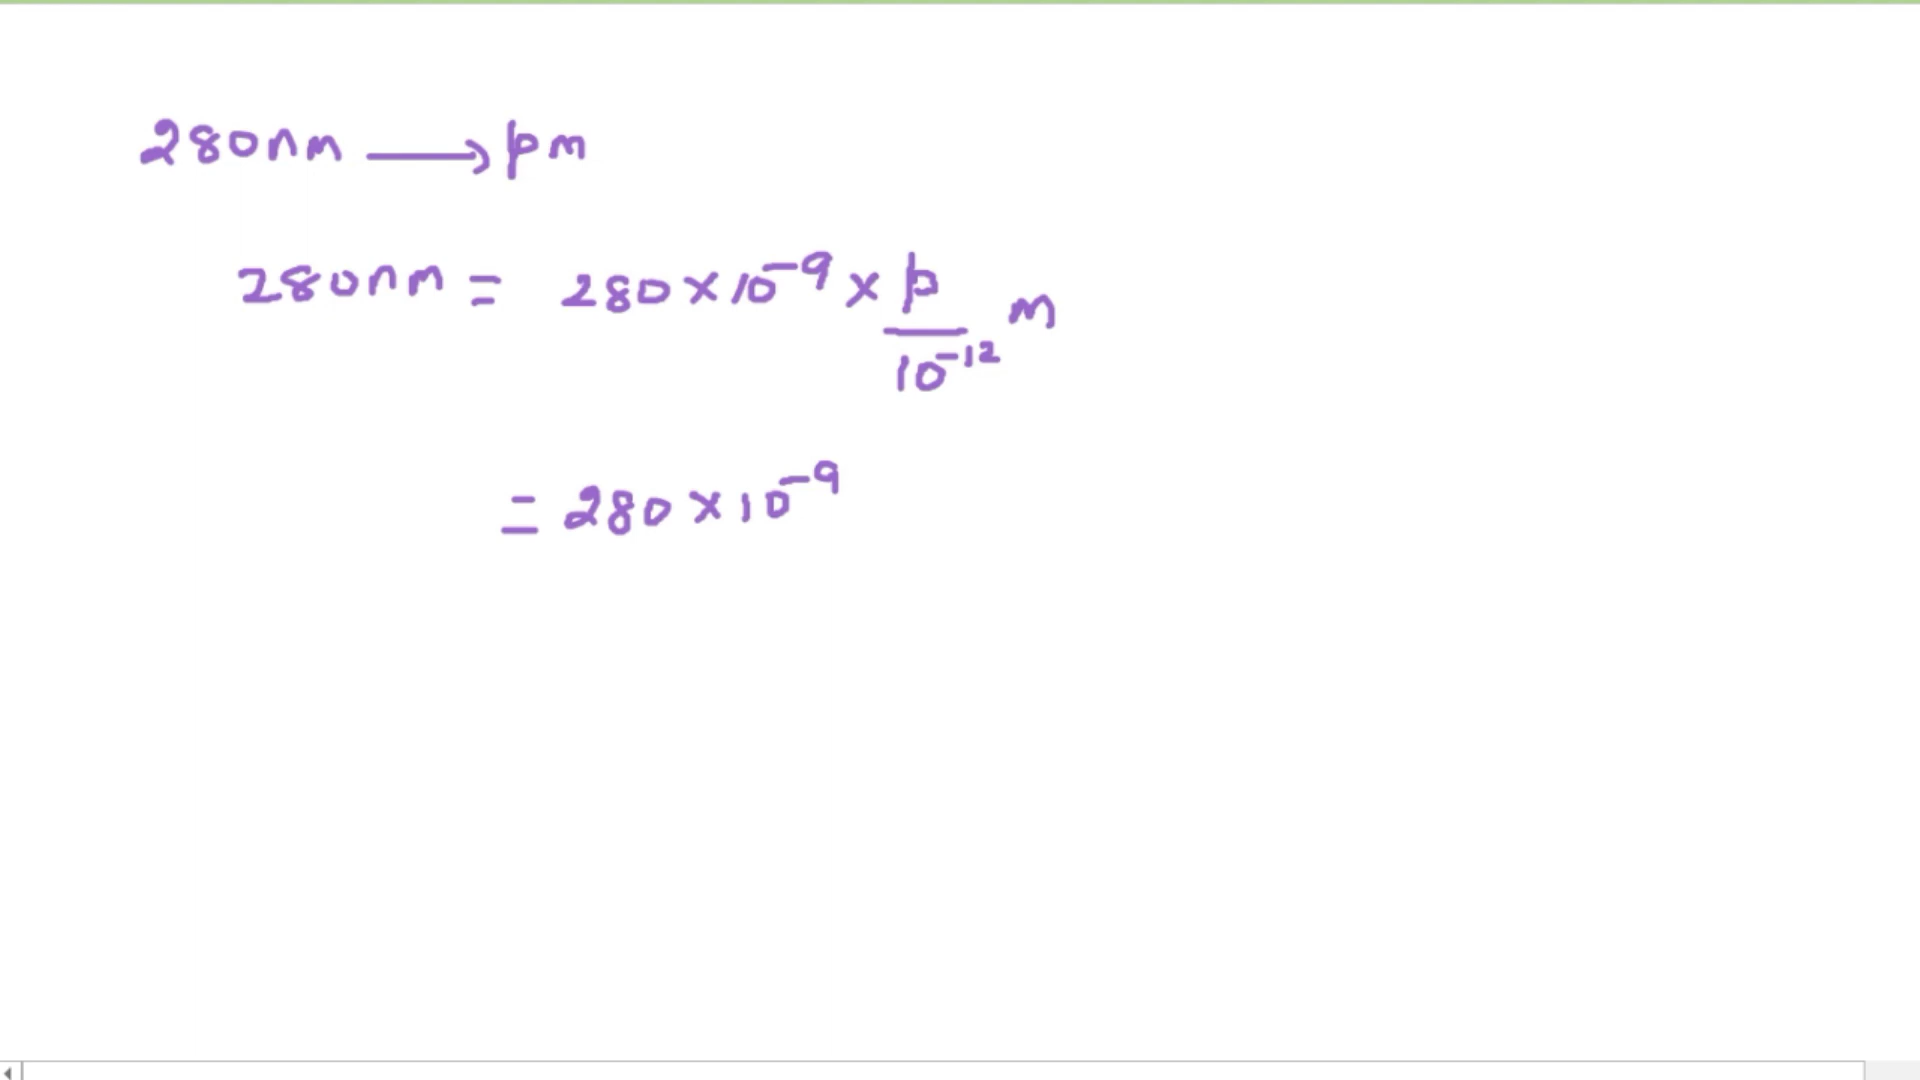 280nm → pm
280nm = 280×10⁻⁹ × p/10⁻¹² m
= 280×10⁻⁹